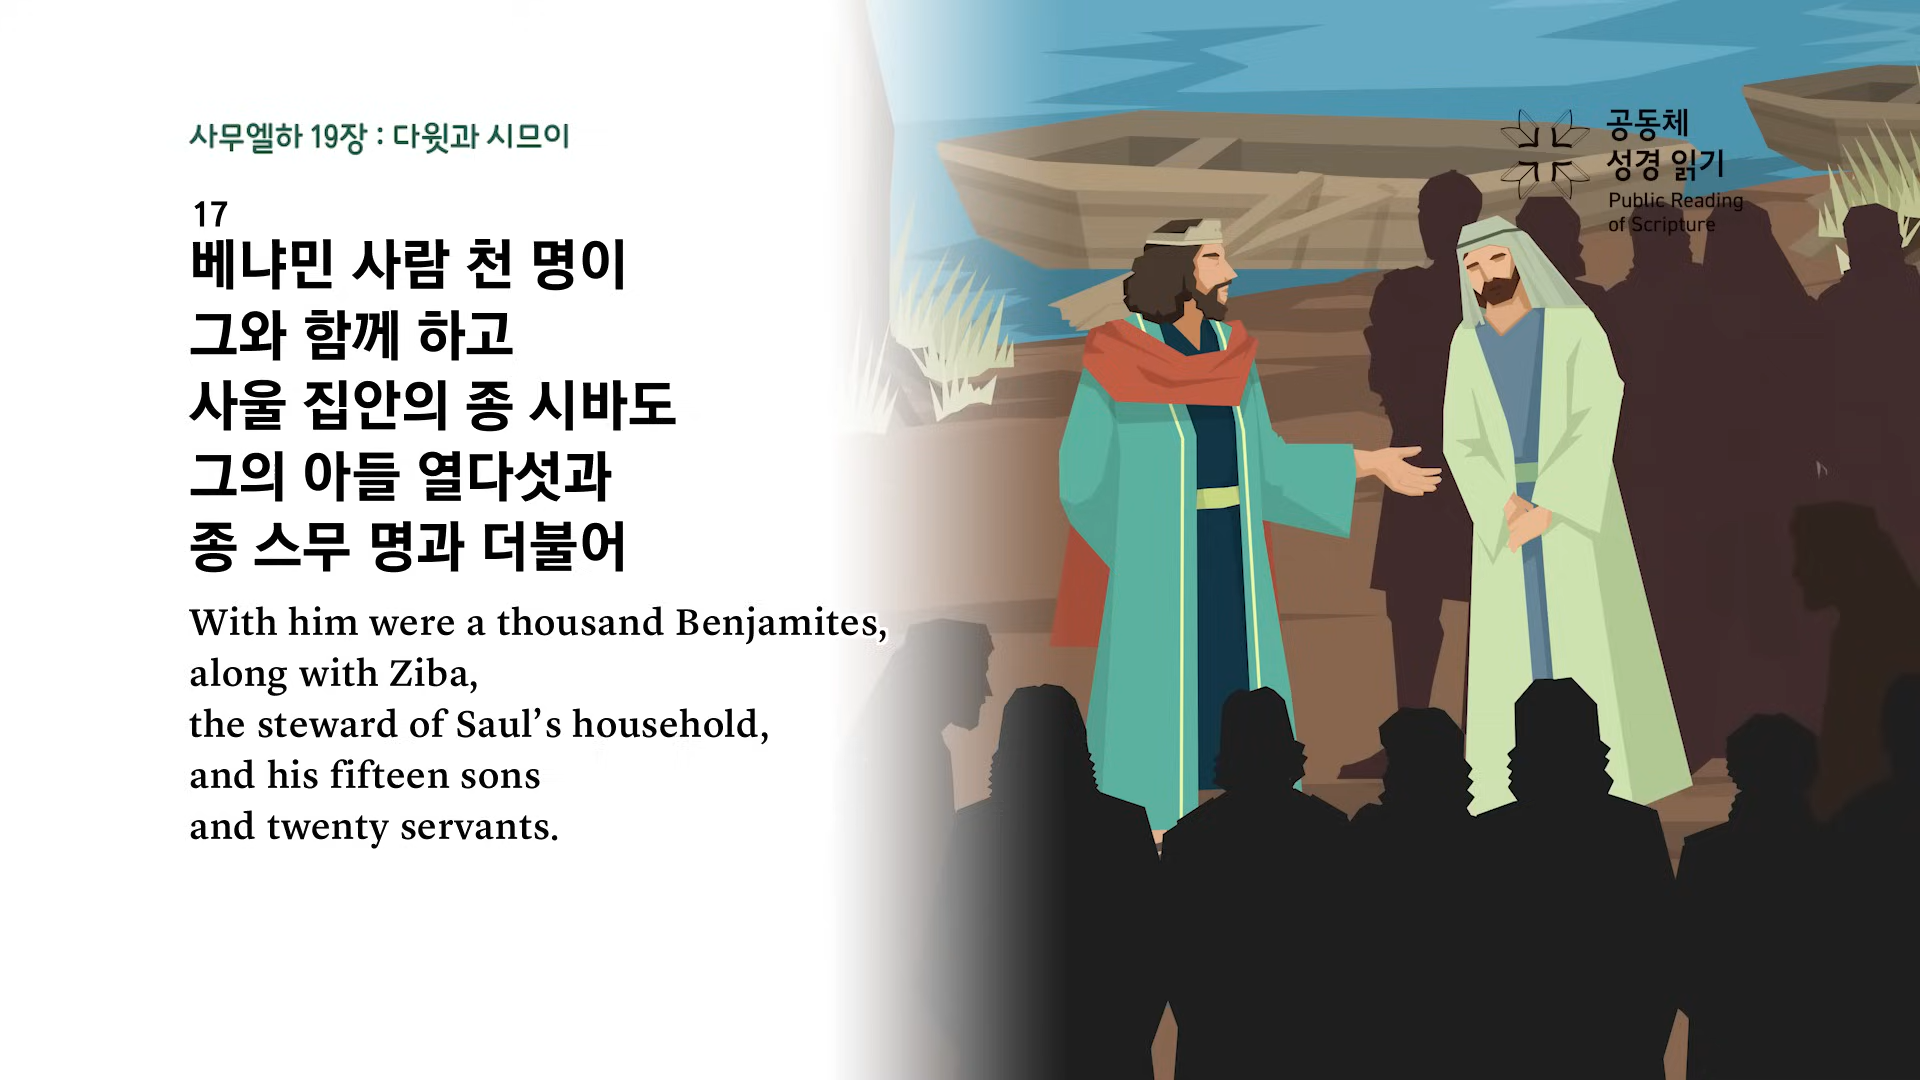 사무엘하 19장 : 다윗과 시므이
공동체
성경 읽기
Public Reading
of Scripture
17
베냐민 사람 천 명이
그와 함께 하고
사울 집안의 종 시바도
그의 아들 열다섯과
종 스무 명과 더불어
With him were a thousand Benjamites,
along with Ziba,
the steward of Saul’s household,
and his fifteen sons
and twenty servants.